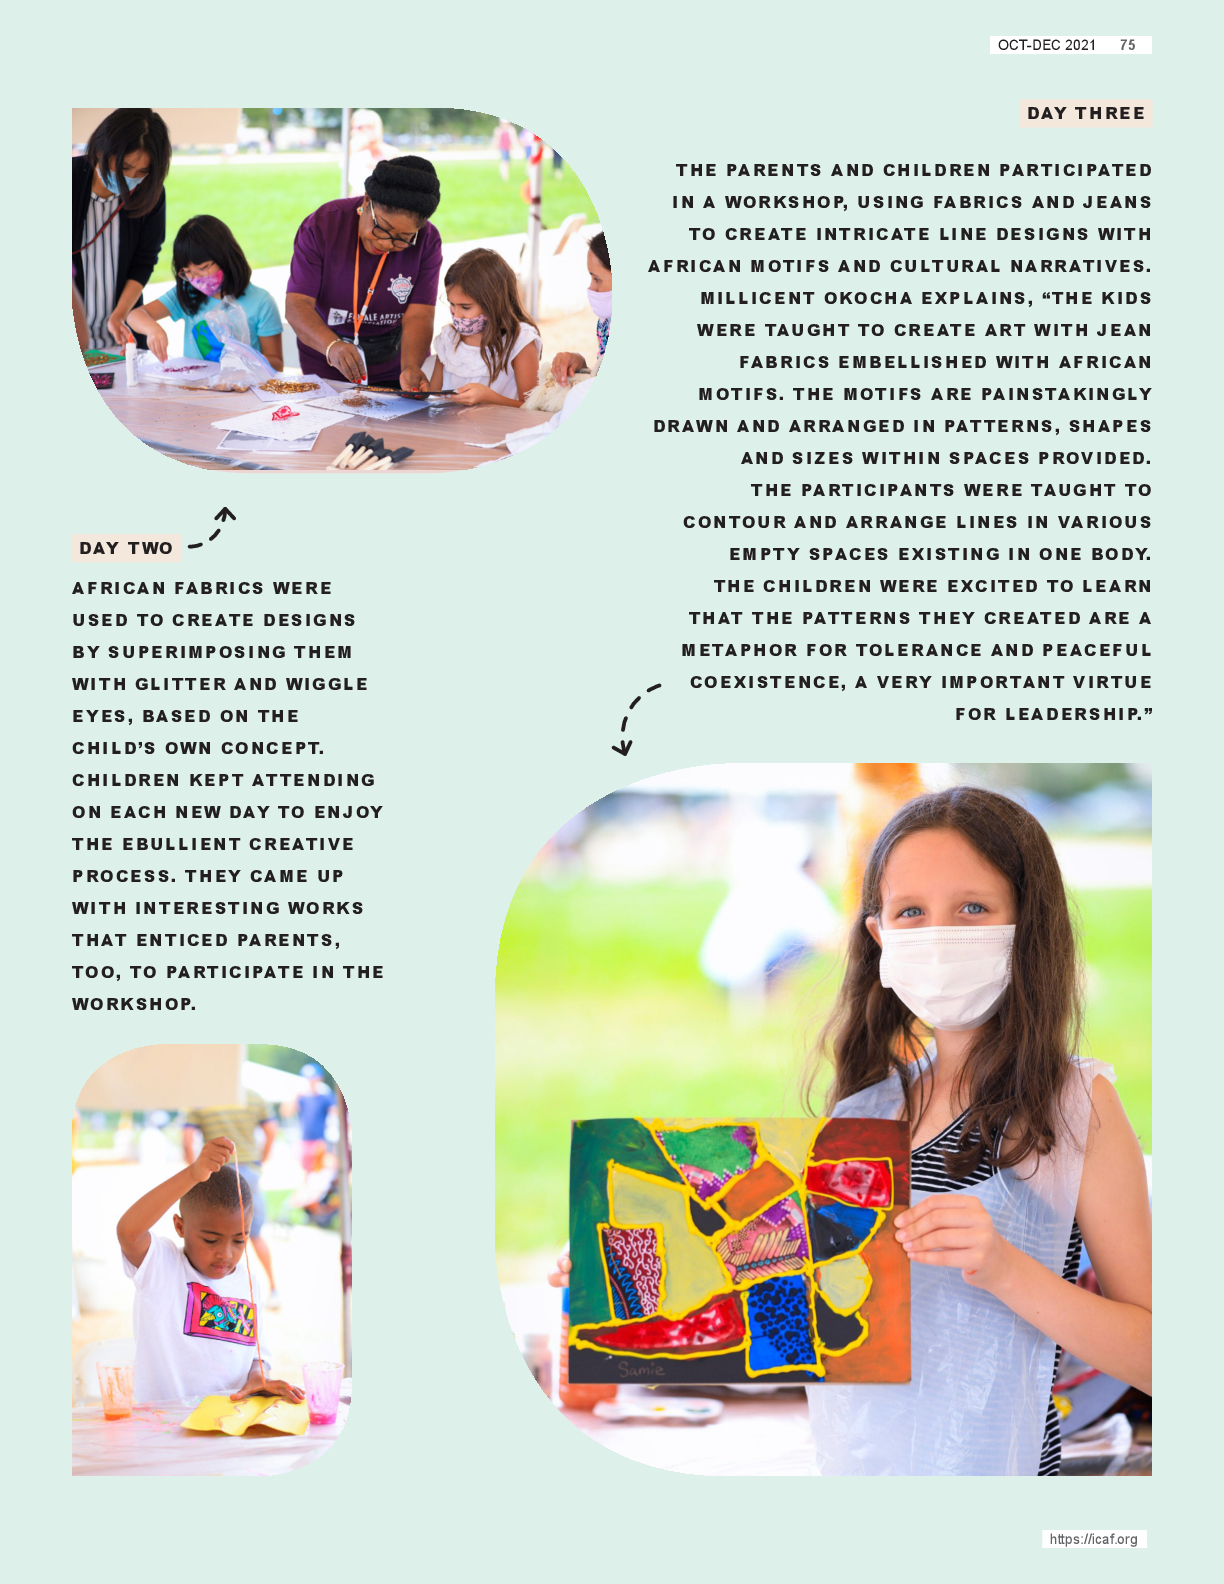 OCT-DEC 2021 75
DAY THREE
THE PARENTS AND CHILDREN PARTICIPATED
IN A WORKSHOP, USING FABRICS AND JEANS
TO CREATE INTRICATE LINE DESIGNS WITH
AFRICAN MOTIFS AND CULTURAL NARRATIVES.
MILLICENT OKOCHA EXPLAINS, “THE KIDS
WERE TAUGHT TO CREATE ART WITH JEAN
FABRICS EMBELLISHED WITH AFRICAN
MOTIFS. THE MOTIFS ARE PAINSTAKINGLY
DRAWN AND ARRANGED IN PATTERNS, SHAPES
AND SIZES WITHIN SPACES PROVIDED.
THE PARTICIPANTS WERE TAUGHT TO
CONTOUR AND ARRANGE LINES IN VARIOUS
EMPTY SPACES EXISTING IN ONE BODY.
THE CHILDREN WERE EXCITED TO LEARN
THAT THE PATTERNS THEY CREATED ARE A
METAPHOR FOR TOLERANCE AND PEACEFUL
COEXISTENCE, A VERY IMPORTANT VIRTUE
FOR LEADERSHIP.”
DAY TWO
AFRICAN FABRICS WERE
USED TO CREATE DESIGNS
BY SUPERIMPOSING THEM
WITH GLITTER AND WIGGLE
EYES, BASED ON THE
CHILD’S OWN CONCEPT.
CHILDREN KEPT ATTENDING
ON EACH NEW DAY TO ENJOY
THE EBULLIENT CREATIVE
PROCESS. THEY CAME UP
WITH INTERESTING WORKS
THAT ENTICED PARENTS,
TOO, TO PARTICIPATE IN THE
WORKSHOP.
Samie
https://icaf.org